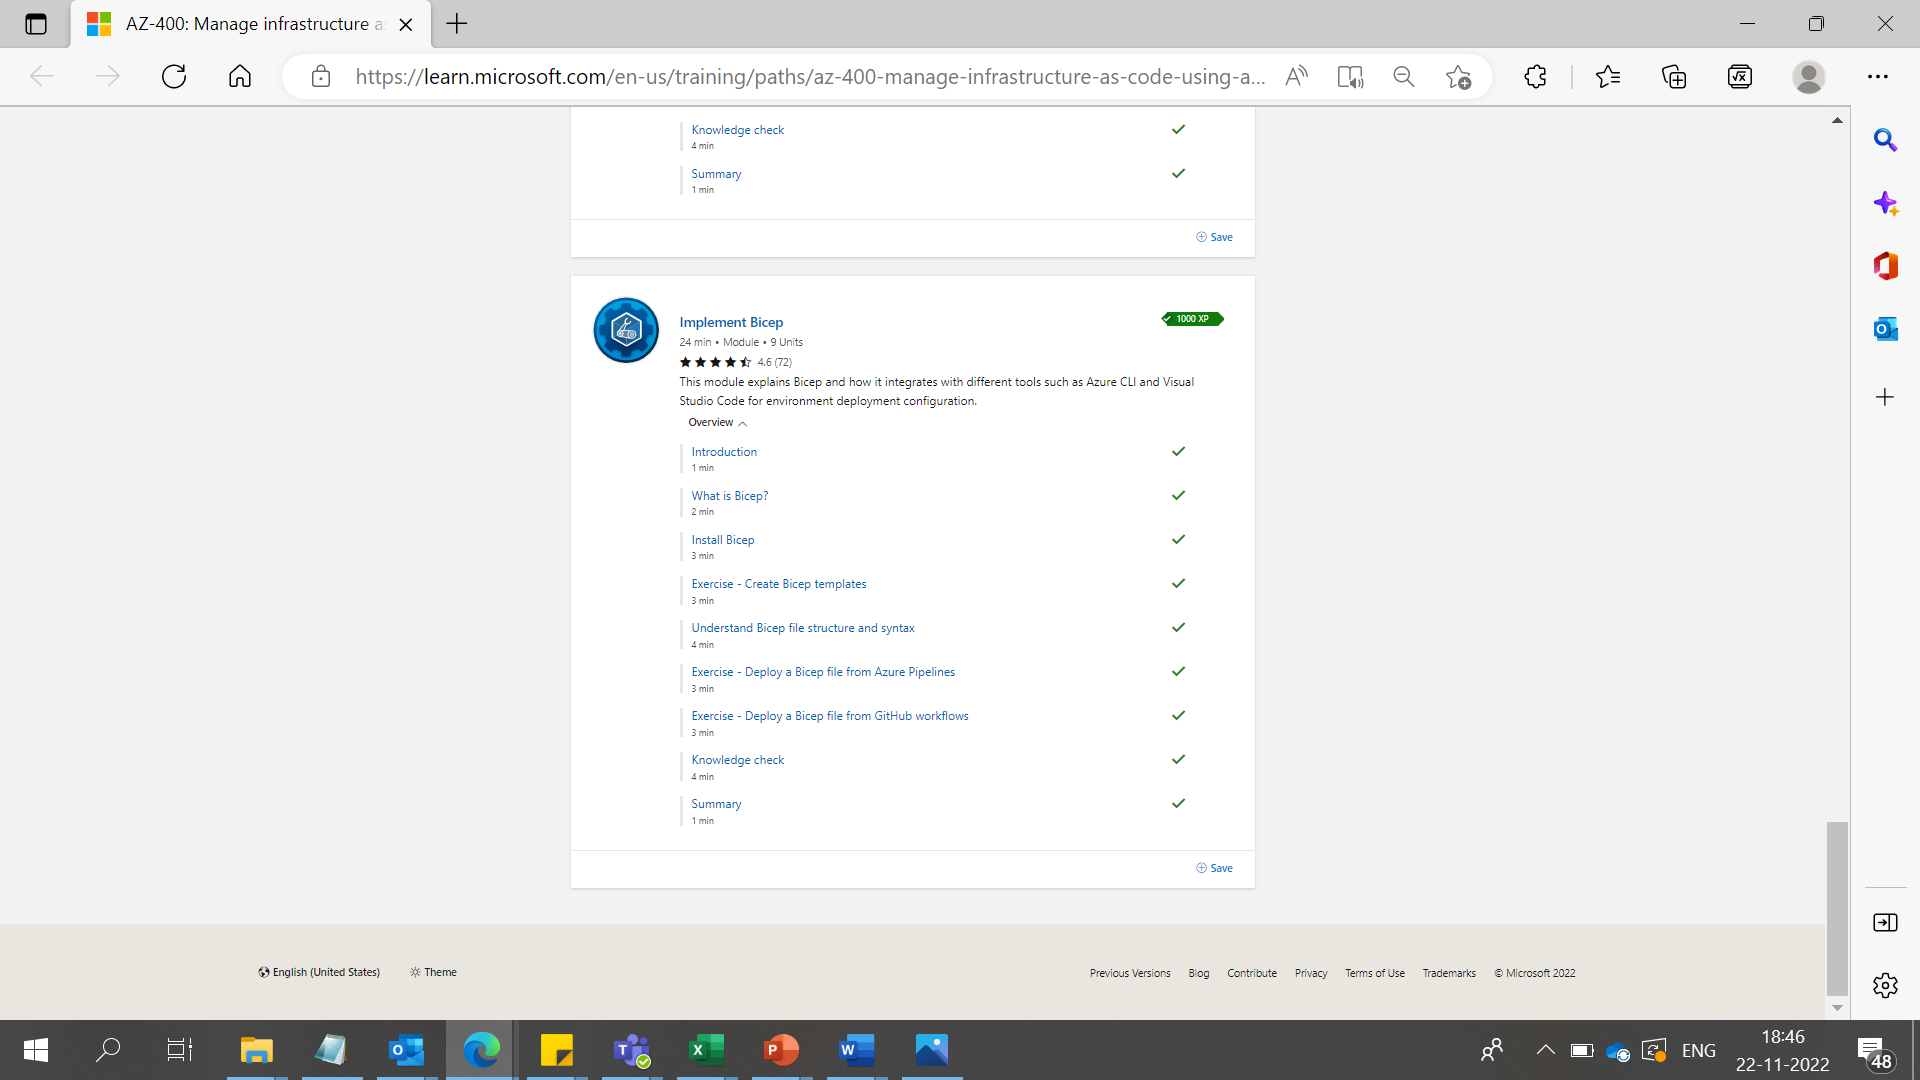 AZ-400: Manage infrastructure a
https://learn.microsoft.com/en-us/training/paths/az-400-manage-infrastructure-as-code-using-a...
Knowledge check
4 min
Summary
1 min
Save
Implement Bicep
1000 XP
24 min • Module • 9 Units
4.6 (72)
This module explains Bicep and how it integrates with different tools such as Azure CLI and Visual
Studio Code for environment deployment configuration.
Overview
Introduction
1 min
What is Bicep?
2 min
Install Bicep
3 min
Exercise - Create Bicep templates
3 min
Understand Bicep file structure and syntax
4 min
Exercise - Deploy a Bicep file from Azure Pipelines
3 min
Exercise - Deploy a Bicep file from GitHub workflows
3 min
Knowledge check
4 min
Summary
1 min
Save
English (United States) Theme Previous Versions Blog Contribute Privacy Terms of Use Trademarks © Microsoft 2022
ENG
18:46
22-11-2022
48